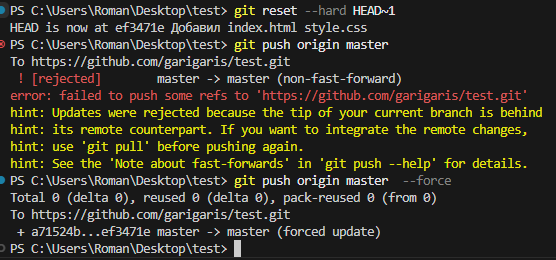 PS C:\Users\Roman\Desktop\test> git reset --hard HEAD~1
HEAD is now at ef3471e Добавил index.html style.css
PS C:\Users\Roman\Desktop\test> git push origin master
To https://github.com/garigaris/test.git
 ! [rejected]        master -> master (non-fast-forward)
error: failed to push some refs to 'https://github.com/garigaris/test.git'
hint: Updates were rejected because the tip of your current branch is behind
hint: its remote counterpart. If you want to integrate the remote changes,
hint: use 'git pull' before pushing again.
hint: See the 'Note about fast-forwards' in 'git push --help' for details.
PS C:\Users\Roman\Desktop\test> git push origin master  --force
Total 0 (delta 0), reused 0 (delta 0), pack-reused 0 (from 0)
To https://github.com/garigaris/test.git
 + a71524b...ef3471e master -> master (forced update)
PS C:\Users\Roman\Desktop\test>